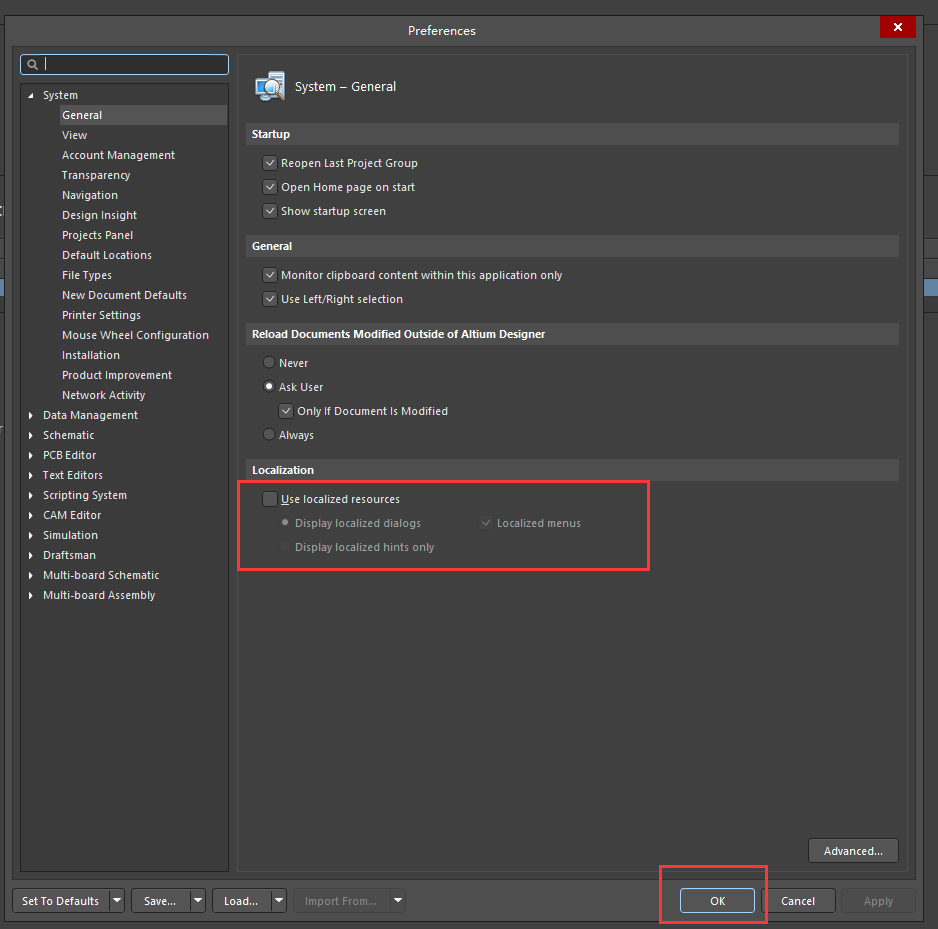 Preferences
System
General
View
Account Management
Transparency
Navigation
Design Insight
Projects Panel
Default Locations
File Types
New Document Defaults
Printer Settings
Mouse Wheel Configuration
Installation
Product Improvement
Network Activity
Data Management
Schematic
PCB Editor
Text Editors
Scripting System
CAM Editor
Simulation
Draftsman
Multi-board Schematic
Multi-board Assembly
System – General
Startup
Reopen Last Project Group
Open Home page on start
Show startup screen
General
Monitor clipboard content within this application only
Use Left/Right selection
Reload Documents Modified Outside of Altium Designer
Never
Ask User
Only If Document Is Modified
Always
Localization
Use localized resources
Display localized dialogs Localized menus
Display localized hints only
Advanced...
Set To Defaults Save... Load... Import From... OK Cancel Apply